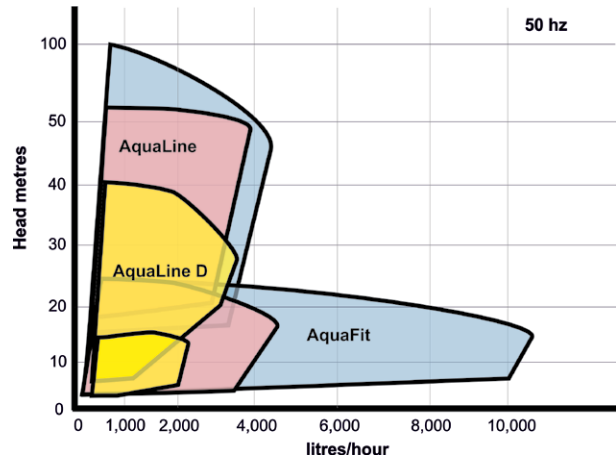 50 hz
Head metres
100
50
40
30
20
10
0
AquaLine
AquaLine D
AquaFit
0 1,000 2,000 4,000 6,000 8,000 10,000
litres/hour